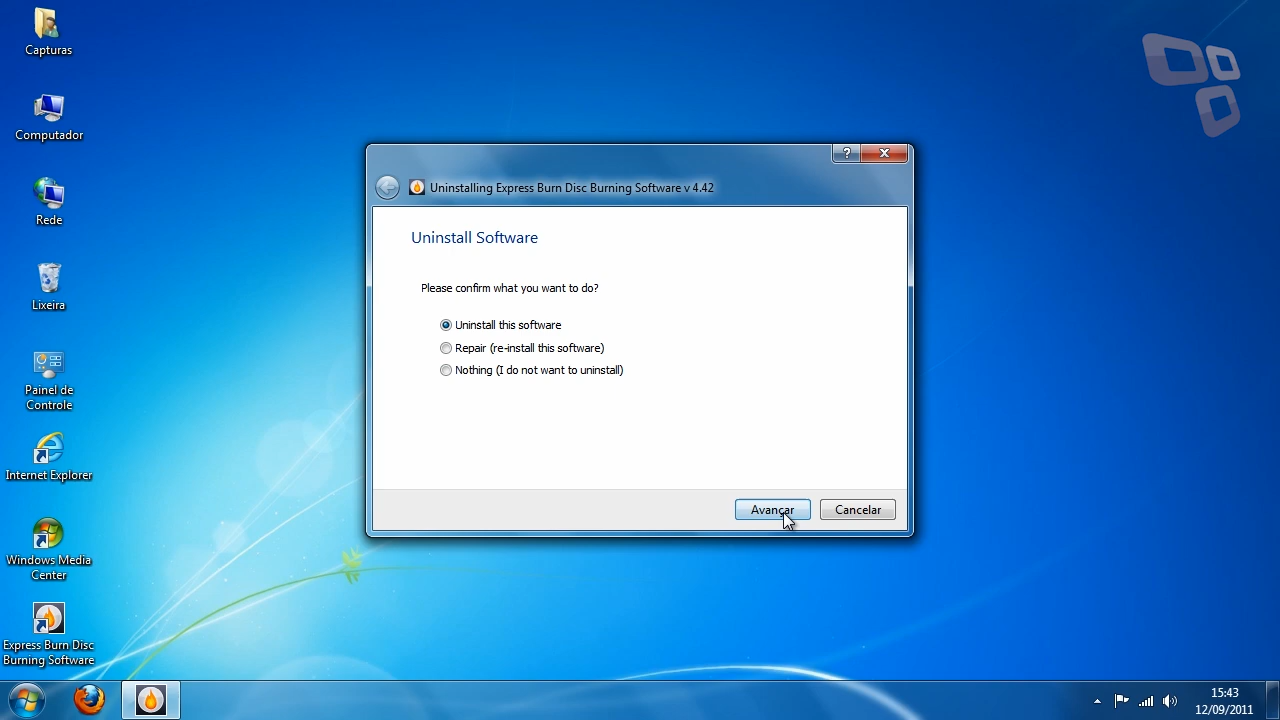 Capturas
Computador
Rede
Lixeira
Painel de
Controle
Internet Explorer
Windows Media
Center
Express Burn Disc
Burning Software
?
Uninstalling Express Burn Disc Burning Software v 4.42
Uninstall Software
Please confirm what you want to do?
Uninstall this software
Repair (re-install this software)
Nothing (I do not want to uninstall)
Avançar
Cancelar
15:43
12/09/2011